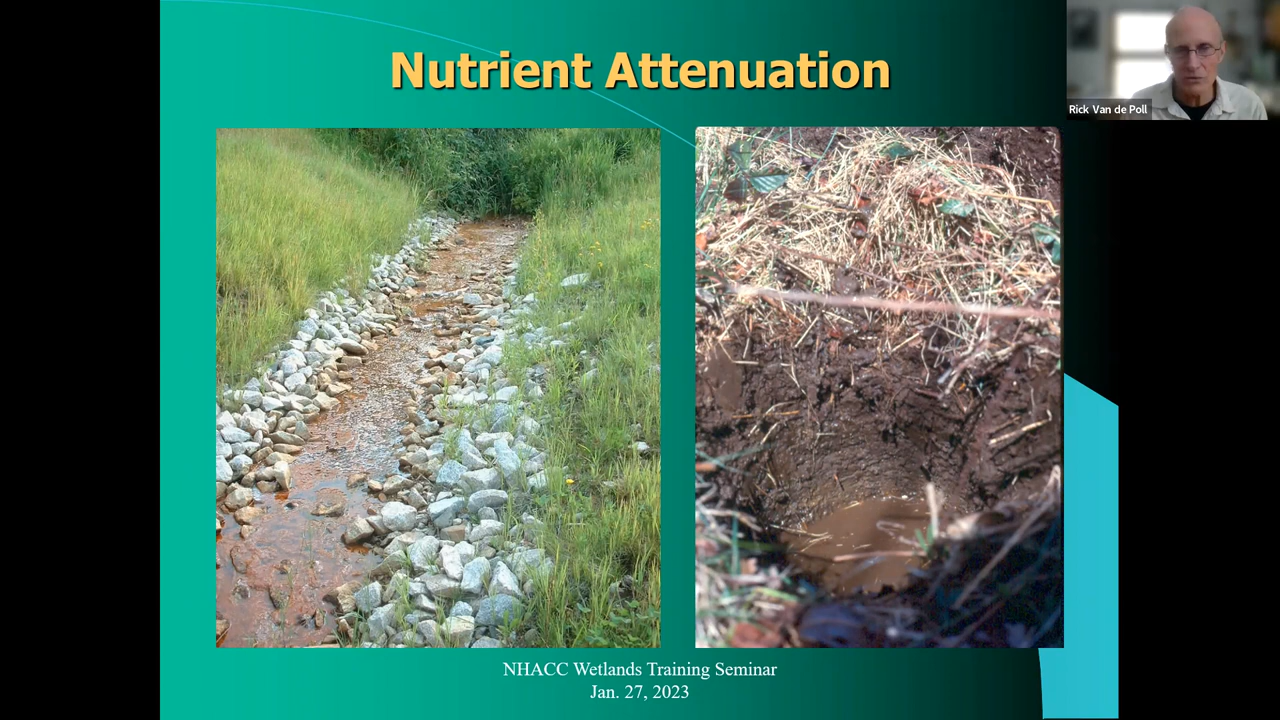 Nutrient Attenuation
Rick Van de Poll
NHACC Wetlands Training Seminar
Jan. 27, 2023